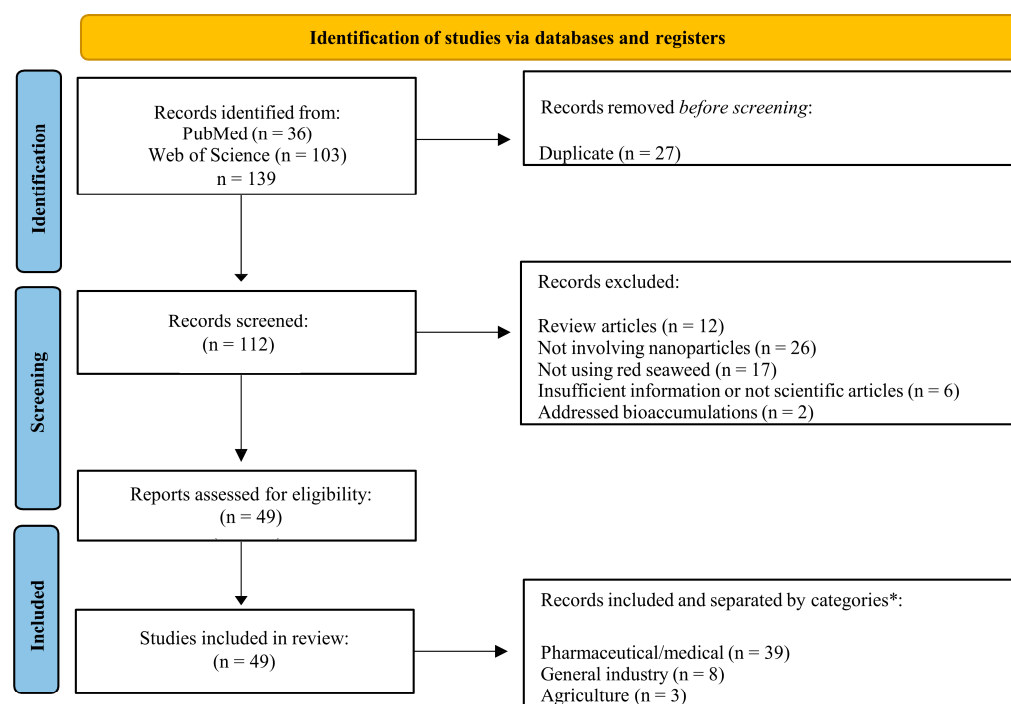 Identification of studies via databases and registers
Identification
Records identified from:
PubMed (n = 36)
Web of Science (n = 103)
n = 139
Records removed before screening:
Duplicate (n = 27)
Screening
Records screened:
(n = 112)
Records excluded:
Review articles (n = 12)
Not involving nanoparticles (n = 26)
Not using red seaweed (n = 17)
Insufficient information or not scientific articles (n = 6)
Addressed bioaccumulations (n = 2)
Reports assessed for eligibility:
(n = 49)
Included
Studies included in review:
(n = 49)
Records included and separated by categories*:
Pharmaceutical/medical (n = 39)
General industry (n = 8)
Agriculture (n = 3)